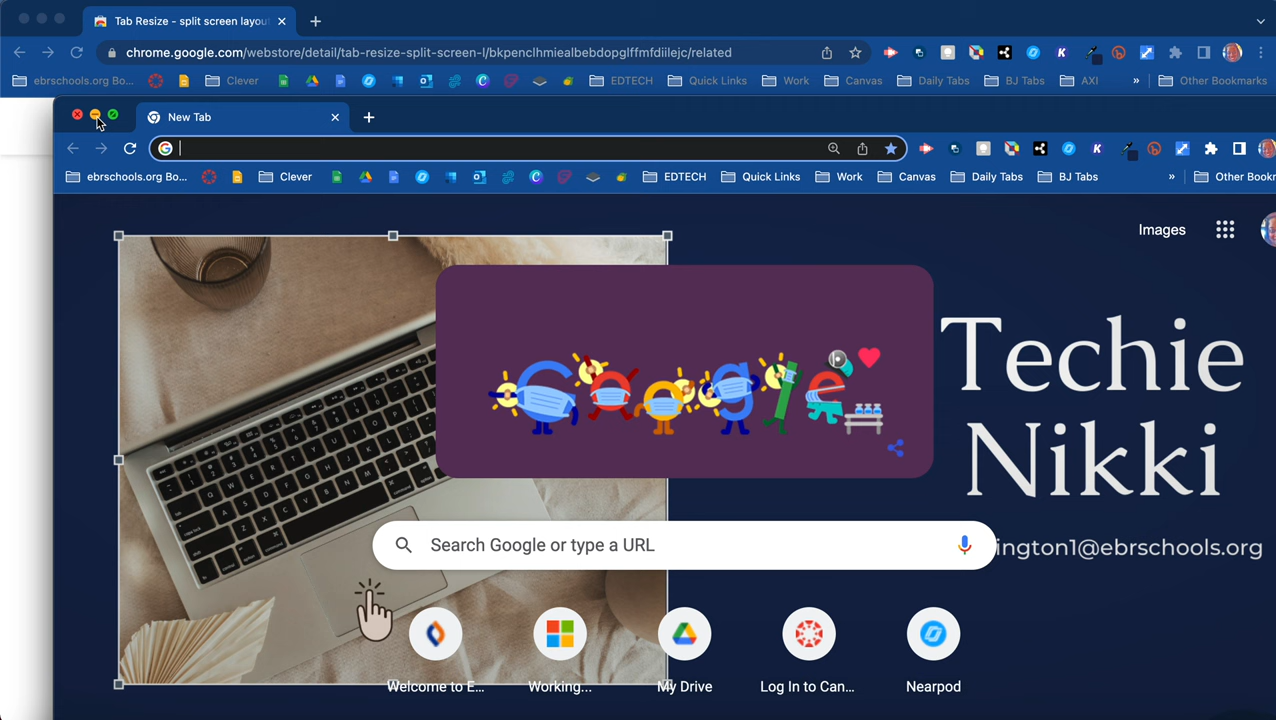 Tab Resize - split screen layou
chrome.google.com/webstore/detail/tab-resize-split-screen-l/bkpenclhmiealbebdopglffmfdiilejc/related
ebrschools.org Bo... Clever EDTECH Quick Links Work Canvas Daily Tabs BJ Tabs AXI » Other Bookmarks
New Tab
ebrschools.org Bo... Clever EDTECH Quick Links Work Canvas Daily Tabs BJ Tabs » Other Bookm
Images
Google
Techie
Nikki
Search Google or type a URL
ington1@ebrschools.org
Welcome to E... Working... My Drive Log In to Can... Nearpod